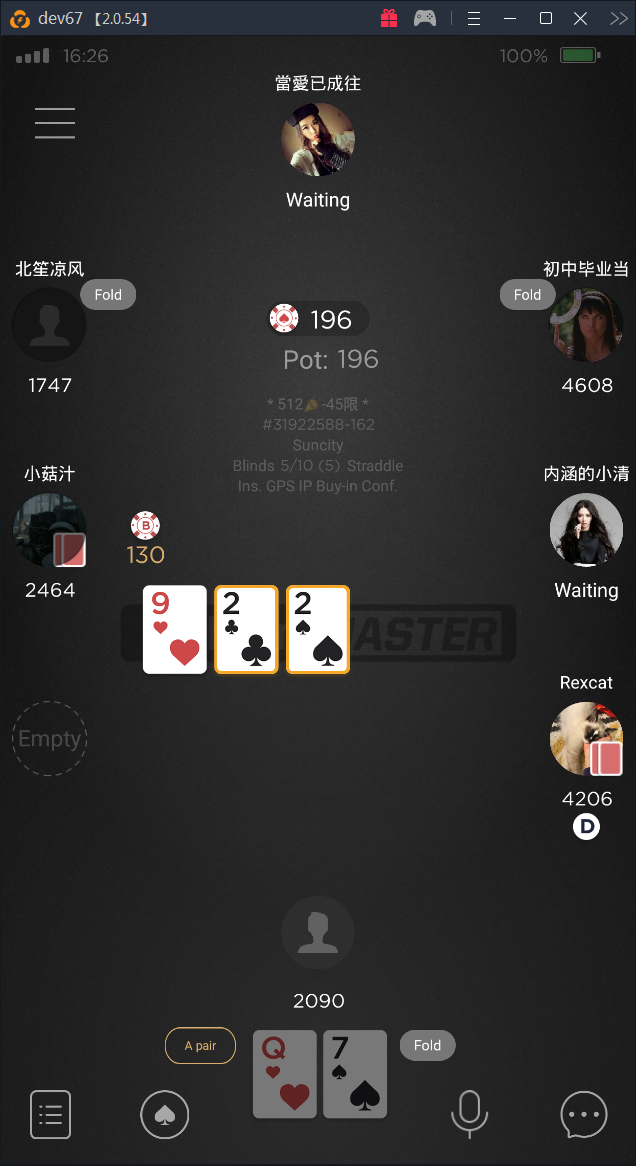 dev67 【2.0.54】
16:26
100%
當愛已成往
Waiting
北笙凉风
Fold
1747
初中毕业当
Fold
4608
196
Pot: 196
* 512 -45限 *
#31922588-162
Suncity
Blinds 5/10 (5) Straddle
Ins. GPS IP Buy-in Conf.
小菇汁
2464
B
130
内涵的小清
Waiting
9
2
2
ASTER
Empty
Rexcat
4206
D
2090
A pair
Q
7
Fold